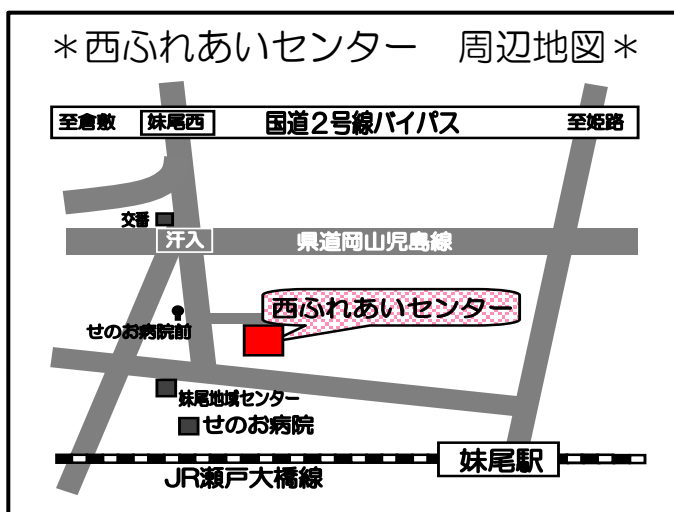 ＊西ふれあいセンター　周辺地図＊
至倉敷
妹尾西
国道2号線バイパス
至姫路
交番
汗入
県道岡山児島線
西ふれあいセンター
せのお病院前
妹尾地域センター
せのお病院
妹尾駅
JR瀬戸大橋線